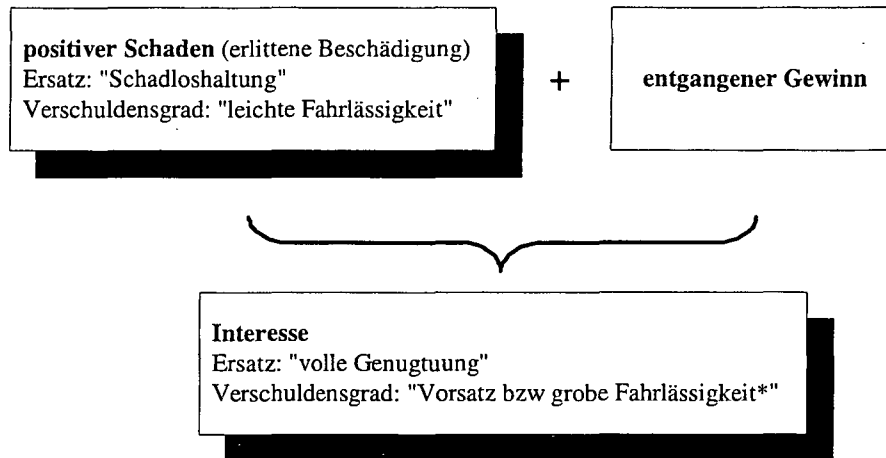 positiver Schaden (erlittene Beschädigung)
Ersatz: "Schadloshaltung"
Verschuldensgrad: "leichte Fahrlässigkeit"
+
entgangener Gewinn
Interesse
Ersatz: "volle Genugtuung"
Verschuldensgrad: "Vorsatz bzw grobe Fahrlässigkeit*"